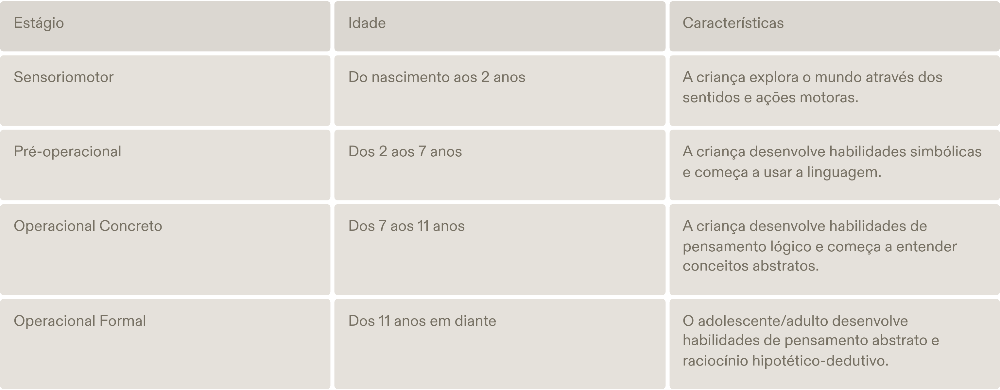 Estágio
Idade
Características
Sensoriomotor
Do nascimento aos 2 anos
A criança explora o mundo através dos
sentidos e ações motoras.
Pré-operacional
Dos 2 aos 7 anos
A criança desenvolve habilidades simbólicas
e começa a usar a linguagem.
Operacional Concreto
Dos 7 aos 11 anos
A criança desenvolve habilidades de
pensamento lógico e começa a entender
conceitos abstratos.
Operacional Formal
Dos 11 anos em diante
O adolescente/adulto desenvolve
habilidades de pensamento abstrato e
raciocínio hipotético-dedutivo.